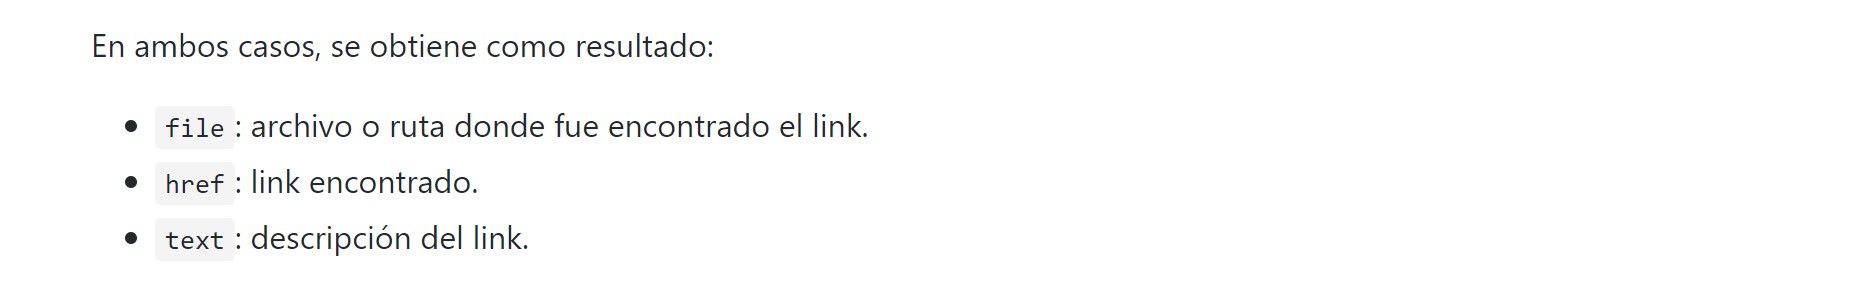 En ambos casos, se obtiene como resultado:
• file : archivo o ruta donde fue encontrado el link.
• href : link encontrado.
• text : descripción del link.